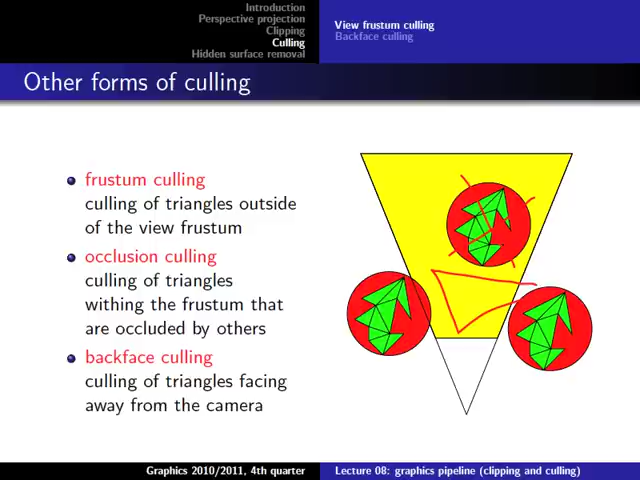 Introduction
Perspective projection
Clipping
Culling
Hidden surface removal
View frustum culling
Backface culling
Other forms of culling
frustum culling
culling of triangles outside
of the view frustum
occlusion culling
culling of triangles
withing the frustum that
are occluded by others
backface culling
culling of triangles facing
away from the camera
Graphics 2010/2011, 4th quarter
Lecture 08: graphics pipeline (clipping and culling)